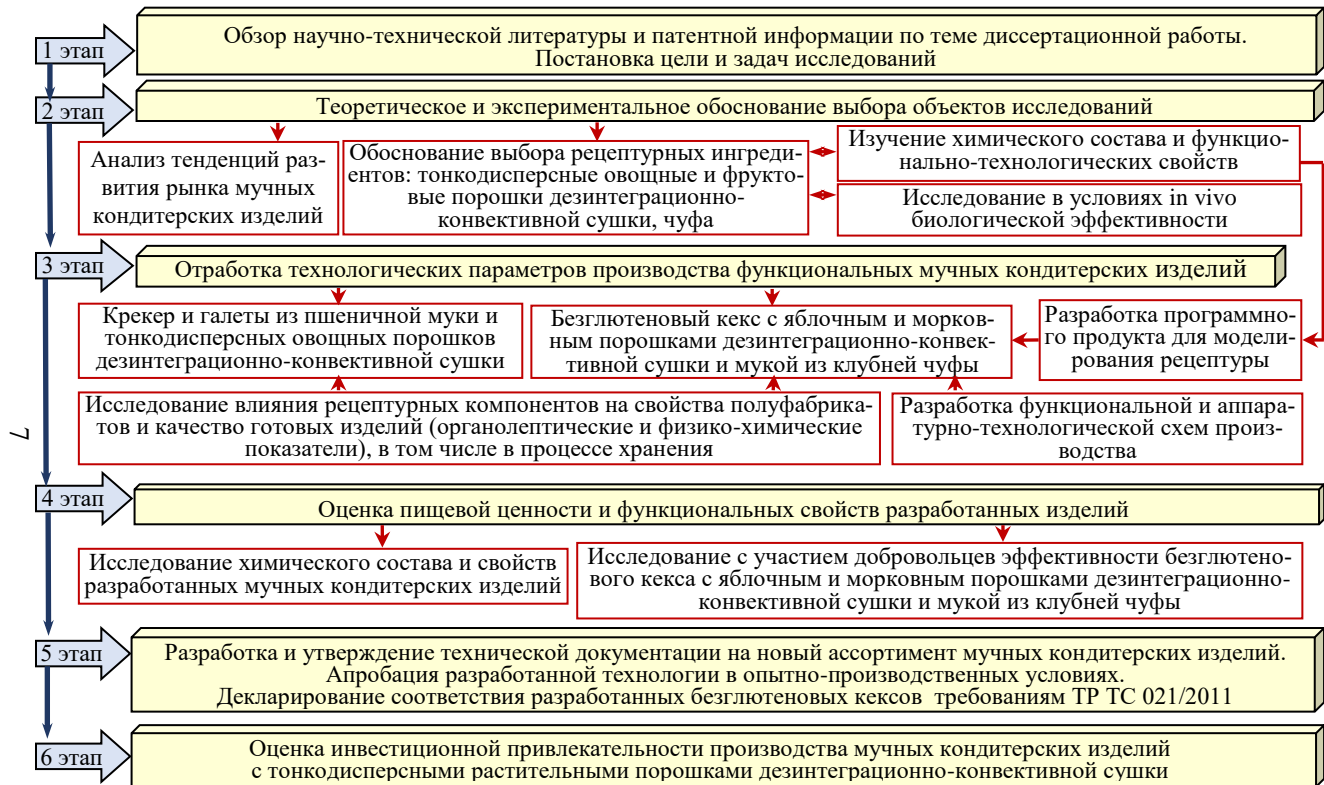 1 этап
Обзор научно-технической литературы и патентной информации по теме диссертационной работы.
Постановка цели и задач исследований
2 этап
Теоретическое и экспериментальное обоснование выбора объектов исследований
Анализ тенденций раз-
вития рынка мучных
кондитерских изделий
Обоснование выбора рецептурных ингреди-
ентов: тонкодисперсные овощные и фрукто-
вые порошки дезинтеграционно-
конвективной сушки, чуфа
Изучение химического состава и функцио-
нально-технологических свойств
Исследование в условиях in vivo
биологической эффективности
3 этап
Отработка технологических параметров производства функциональных мучных кондитерских изделий
Крекер и галеты из пшеничной муки и
тонкодисперсных овощных порошков
дезинтеграционно-конвективной сушки
Безглютеновый кекс с яблочным и морков-
ным порошками дезинтеграционно-конвек-
тивной сушки и мукой из клубней чуфы
Разработка программно-
го продукта для модели-
рования рецептуры
Исследование влияния рецептурных компонентов на свойства полуфабрика-
тов и качество готовых изделий (органолептические и физико-химические
показатели), в том числе в процессе хранения
Разработка функциональной и аппара-
турно-технологической схем произ-
водства
7
4 этап
Оценка пищевой ценности и функциональных свойств разработанных изделий
Исследование химического состава и свойств
разработанных мучных кондитерских изделий
Исследование с участием добровольцев эффективности безглютено-
вого кекса с яблочным и морковным порошками дезинтеграционно-
конвективной сушки и мукой из клубней чуфы
5 этап
Разработка и утверждение технической документации на новый ассортимент мучных кондитерских изделий.
Апробация разработанной технологии в опытно-производственных условиях.
Декларирование соответствия разработанных безглютеновых кексов требованиям ТР ТС 021/2011
6 этап
Оценка инвестиционной привлекательности производства мучных кондитерских изделий
с тонкодисперсными растительными порошками дезинтеграционно-конвективной сушки